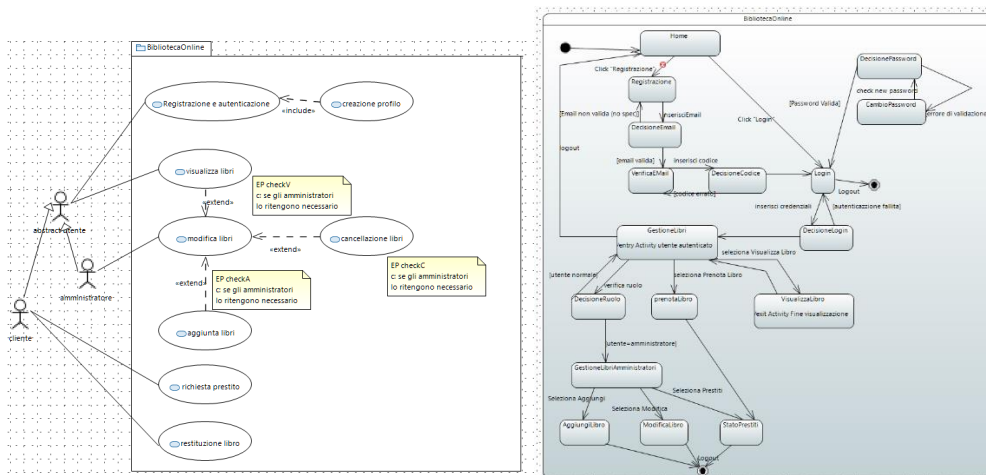 BibliotecaOnline
Registrazione e autenticazione
creazione profilo
«include»
visualizza libri
EP checkV
c: se gli amministratori
lo ritengono necessario
«extend»
abstract utente
modifica libri
cancellazione libri
«extend»
EP checkA
c: se gli amministratori
lo ritengono necessario
EP checkC
c: se gli amministratori
lo ritengono necessario
«extend»
amministratore
aggiunta libri
cliente
richiesta prestito
restituzione libro
BibliotecaOnline
Home
DecisionePassword
Click "Registrazione"
Registrazione
check new password
[Password Valida]
CambioPassword
[Email non valida (no spec)]
inserisciEmail
errore di validazione
Click "Login"
DecisioneEmail
logout
[email valida]
inserisci codice
VerificaEMail
DecisioneCodice
Login
[codice errato]
Logout
inserisci credenziali
[autenticazzione fallita]
GestioneLibri
DecisioneLogin
/entry Activity utente autenticato
seleziona Visualizza Libro
[utente normale]
seleziona Prenota Libro
verifica ruolo
DecisioneRuolo
prenotaLibro
VisualizzaLibro
/exit Activity Fine visualizzazione
[utente=amministratore]
GestioneLibriAmministratori
Seleziona Prestiti
Seleziona Aggiungi
Seleziona Modifica
AggiungiLibro
ModificaLibro
StatoPrestiti
Logout